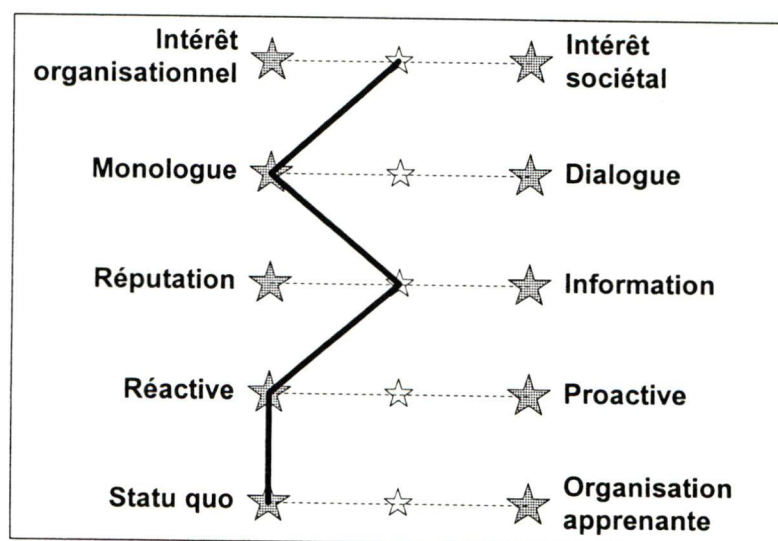 Intérêt
organisationnel
Intérêt
sociétal
Monologue
Dialogue
Réputation
Information
Réactive
Proactive
Statu quo
Organisation
apprenante